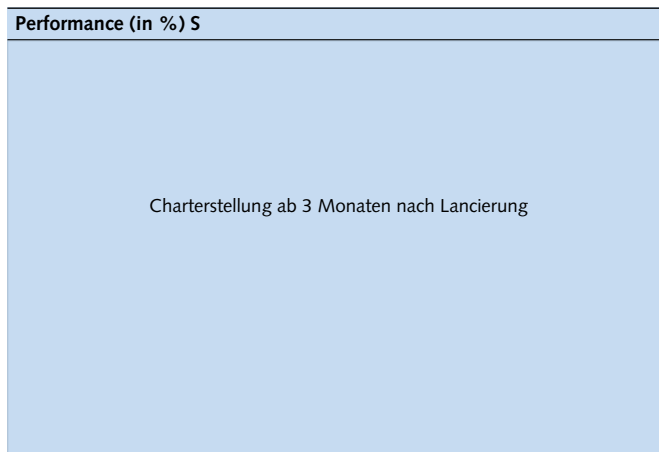 Performance (in %) S
Charterstellung ab 3 Monaten nach Lancierung